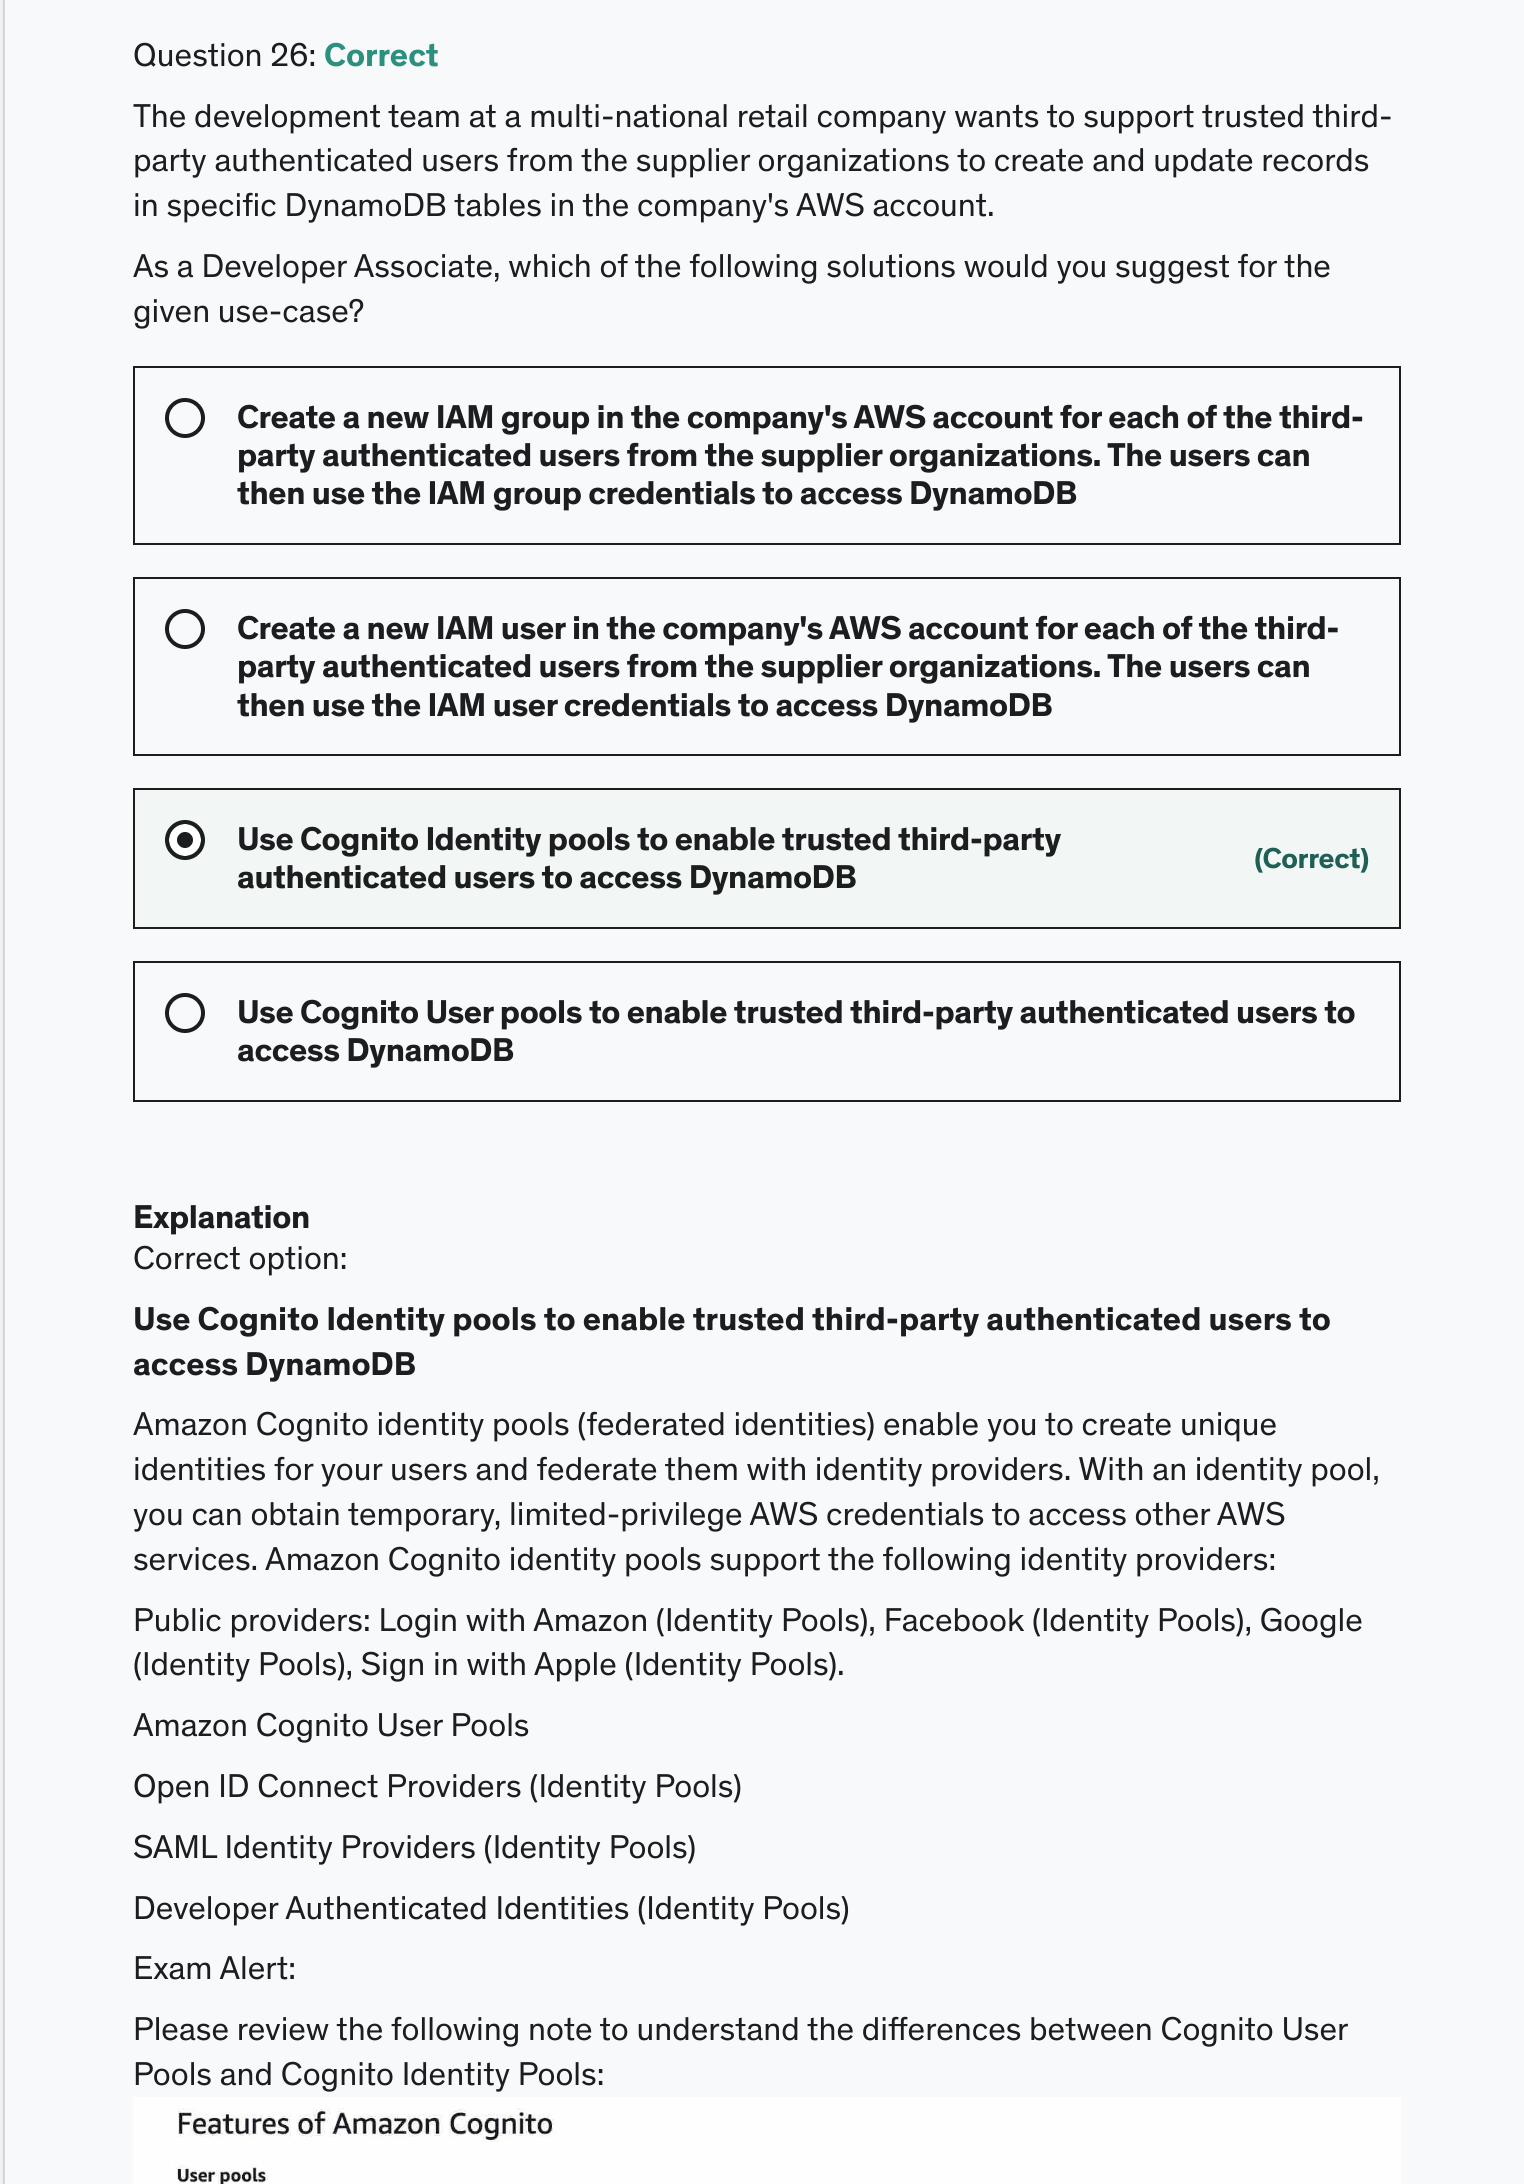 Question 26: Correct
The development team at a multi-national retail company wants to support trusted third-
party authenticated users from the supplier organizations to create and update records
in specific DynamoDB tables in the company's AWS account.
As a Developer Associate, which of the following solutions would you suggest for the
given use-case?
Create a new IAM group in the company's AWS account for each of the third-
party authenticated users from the supplier organizations. The users can
then use the IAM group credentials to access DynamoDB
Create a new IAM user in the company's AWS account for each of the third-
party authenticated users from the supplier organizations. The users can
then use the IAM user credentials to access DynamoDB
Use Cognito Identity pools to enable trusted third-party
authenticated users to access DynamoDB
(Correct)
Use Cognito User pools to enable trusted third-party authenticated users to
access DynamoDB
Explanation
Correct option:
Use Cognito Identity pools to enable trusted third-party authenticated users to
access DynamoDB
Amazon Cognito identity pools (federated identities) enable you to create unique
identities for your users and federate them with identity providers. With an identity pool,
you can obtain temporary, limited-privilege AWS credentials to access other AWS
services. Amazon Cognito identity pools support the following identity providers:
Public providers: Login with Amazon (Identity Pools), Facebook (Identity Pools), Google
(Identity Pools), Sign in with Apple (Identity Pools).
Amazon Cognito User Pools
Open ID Connect Providers (Identity Pools)
SAML Identity Providers (Identity Pools)
Developer Authenticated Identities (Identity Pools)
Exam Alert:
Please review the following note to understand the differences between Cognito User
Pools and Cognito Identity Pools:
Features of Amazon Cognito
User pools